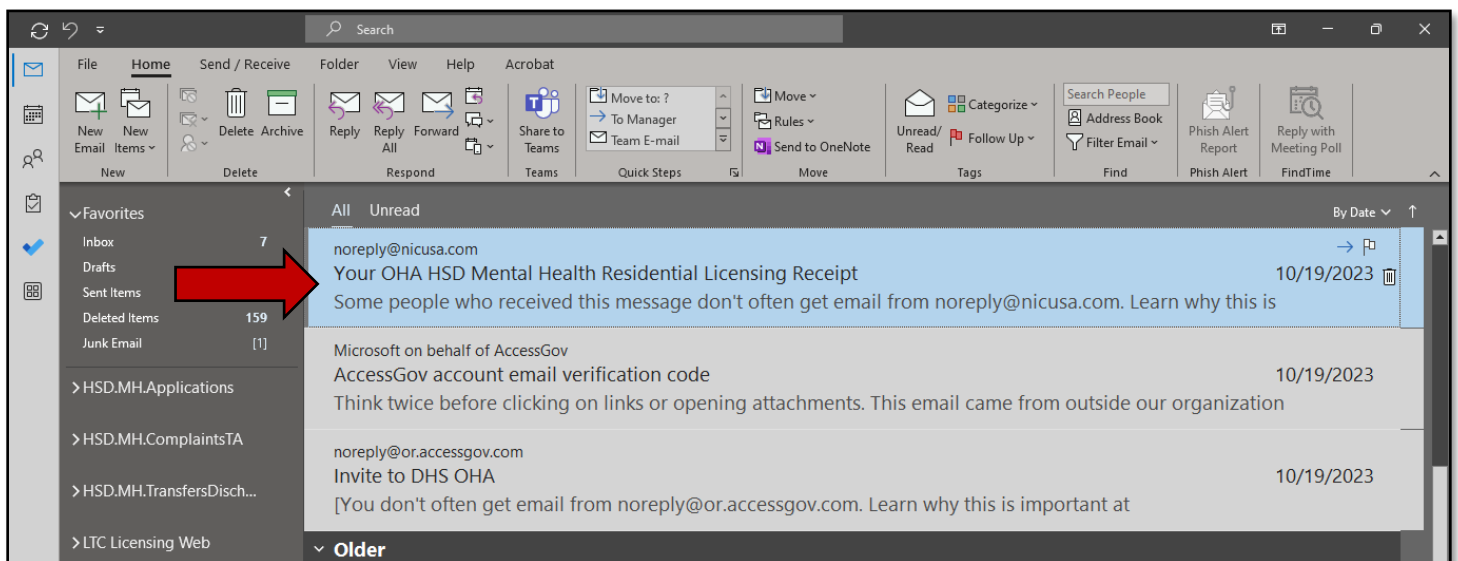 Search
File Home Send / Receive Folder View Help Acrobat
New Email
New Items
Delete
Archive
Reply
Reply All
Forward
Share to Teams
Move to: ?
To Manager
Team E-mail
Move
Rules
Send to OneNote
Unread/ Read
Categorize
Follow Up
Search People
Address Book
Filter Email
Phish Alert Report
Reply with Meeting Poll
New Delete Respond Teams Quick Steps Move Tags Find Phish Alert FindTime
Favorites
Inbox 7
Drafts
Sent Items
Deleted Items 159
Junk Email [1]
HSD.MH.Applications
HSD.MH.ComplaintsTA
HSD.MH.TransfersDisch...
LTC Licensing Web
All Unread By Date
noreply@nicusa.com
Your OHA HSD Mental Health Residential Licensing Receipt 10/19/2023
Some people who received this message don't often get email from noreply@nicusa.com. Learn why this is
Microsoft on behalf of AccessGov
AccessGov account email verification code 10/19/2023
Think twice before clicking on links or opening attachments. This email came from outside our organization
noreply@or.accessgov.com
Invite to DHS OHA 10/19/2023
[You don't often get email from noreply@or.accessgov.com. Learn why this is important at
Older